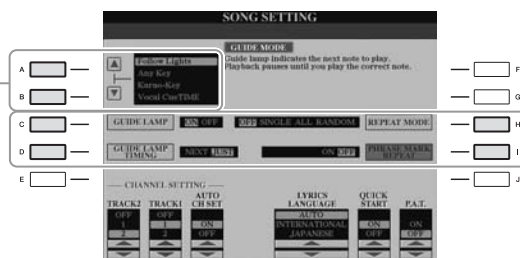 SONG SETTING
GUIDE MODE
Follow Lights
Any Key
Karao-Key
Vocal CueTIME
Guide lamp indicates the next note to play.
Playback pauses until you play the correct note.
A
B
C
D
E
F
G
H
I
J
GUIDE LAMP ON OFF OFF SINGLE ALL RANDOM REPEAT MODE
GUIDE LAMP TIMING NEXT JUST ON OFF PHRASE MARK REPEAT
CHANNEL SETTING
TRACK2 TRACK1 AUTO CH SET LYRICS LANGUAGE QUICK START P.A.T.
OFF OFF AUTO
1 1 ON INTERNATIONAL ON ON
2 2 OFF JAPANESE OFF OFF